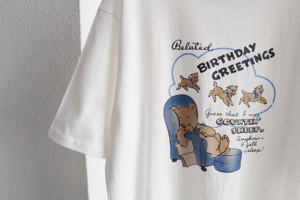 Belated
BIRTHDAY
GREETINGS
Guess that I was
COUNTIN'
SHEEP,
Anyhow-
I fell
asleep!